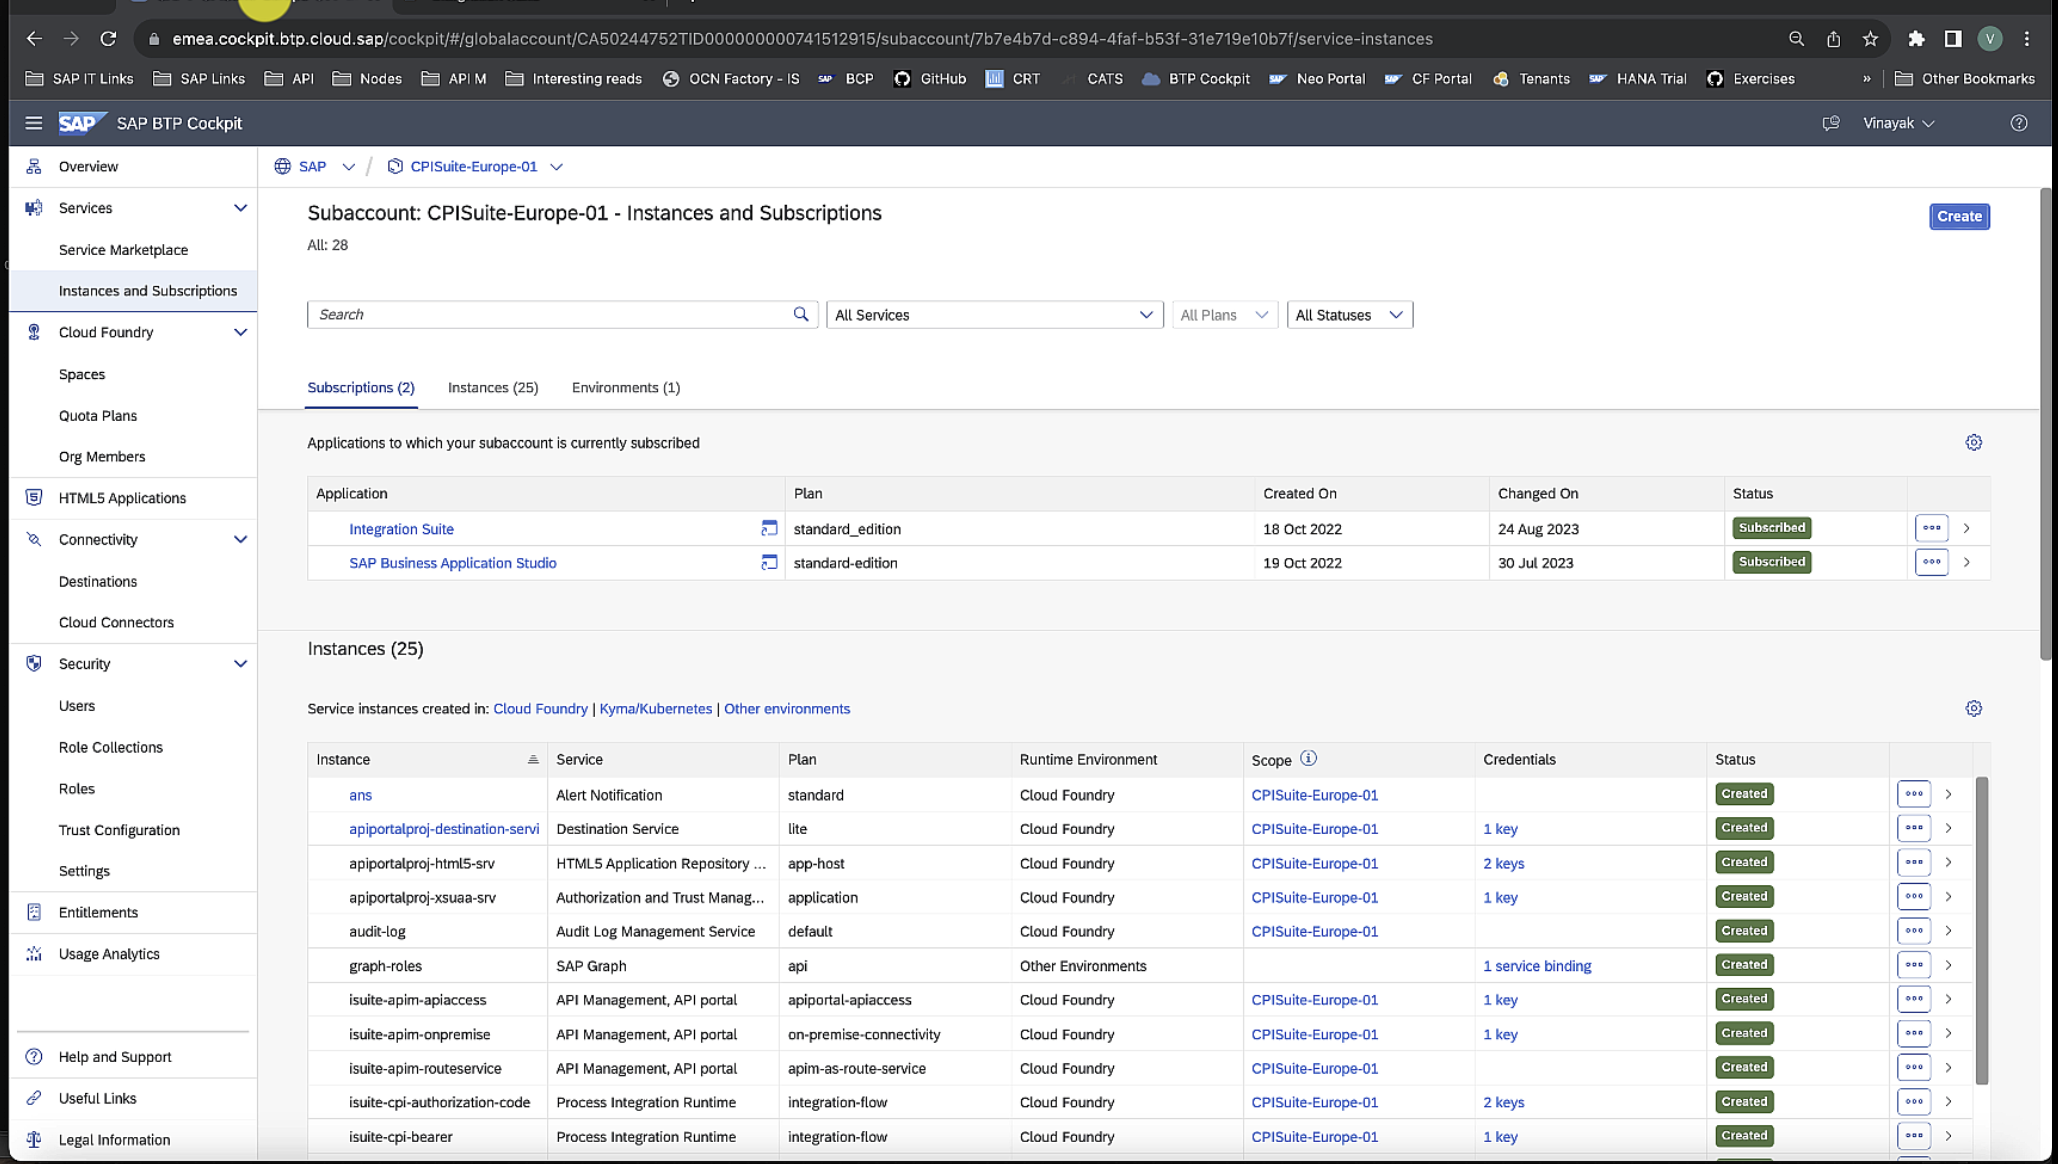 emea.cockpit.btp.cloud.sap/cockpit/#/globalaccount/CA50244752TID000000000741512915/subaccount/7b7e4b7d-c894-4faf-b53f-31e719e10b7f/service-instances
V
SAP IT Links SAP Links API Nodes API M Interesting reads OCN Factory - IS BCP GitHub CRT CATS BTP Cockpit Neo Portal CF Portal Tenants HANA Trial Exercises » Other Bookmarks
SAP SAP BTP Cockpit Vinayak
Overview
Services
Service Marketplace
Instances and Subscriptions
Cloud Foundry
Spaces
Quota Plans
Org Members
HTML5 Applications
Connectivity
Destinations
Cloud Connectors
Security
Users
Role Collections
Roles
Trust Configuration
Settings
Entitlements
Usage Analytics
Help and Support
Useful Links
Legal Information
SAP / CPISuite-Europe-01
Subaccount: CPISuite-Europe-01 - Instances and Subscriptions
Create
All: 28
Search All Services All Plans All Statuses
Subscriptions (2) Instances (25) Environments (1)
Applications to which your subaccount is currently subscribed
Application Plan Created On Changed On Status
Integration Suite standard_edition 18 Oct 2022 24 Aug 2023 Subscribed
SAP Business Application Studio standard-edition 19 Oct 2022 30 Jul 2023 Subscribed
Instances (25)
Service instances created in: Cloud Foundry | Kyma/Kubernetes | Other environments
Instance Service Plan Runtime Environment Scope Credentials Status
ans Alert Notification standard Cloud Foundry CPISuite-Europe-01 Created
apiportalproj-destination-servi Destination Service lite Cloud Foundry CPISuite-Europe-01 1 key Created
apiportalproj-html5-srv HTML5 Application Repository ... app-host Cloud Foundry CPISuite-Europe-01 2 keys Created
apiportalproj-xsuaa-srv Authorization and Trust Manag... application Cloud Foundry CPISuite-Europe-01 1 key Created
audit-log Audit Log Management Service default Cloud Foundry CPISuite-Europe-01 Created
graph-roles SAP Graph api Other Environments 1 service binding Created
isuite-apim-apiaccess API Management, API portal apiportal-apiaccess Cloud Foundry CPISuite-Europe-01 1 key Created
isuite-apim-onpremise API Management, API portal on-premise-connectivity Cloud Foundry CPISuite-Europe-01 1 key Created
isuite-apim-routeservice API Management, API portal apim-as-route-service Cloud Foundry CPISuite-Europe-01 Created
isuite-cpi-authorization-code Process Integration Runtime integration-flow Cloud Foundry CPISuite-Europe-01 2 keys Created
isuite-cpi-bearer Process Integration Runtime integration-flow Cloud Foundry CPISuite-Europe-01 1 key Created